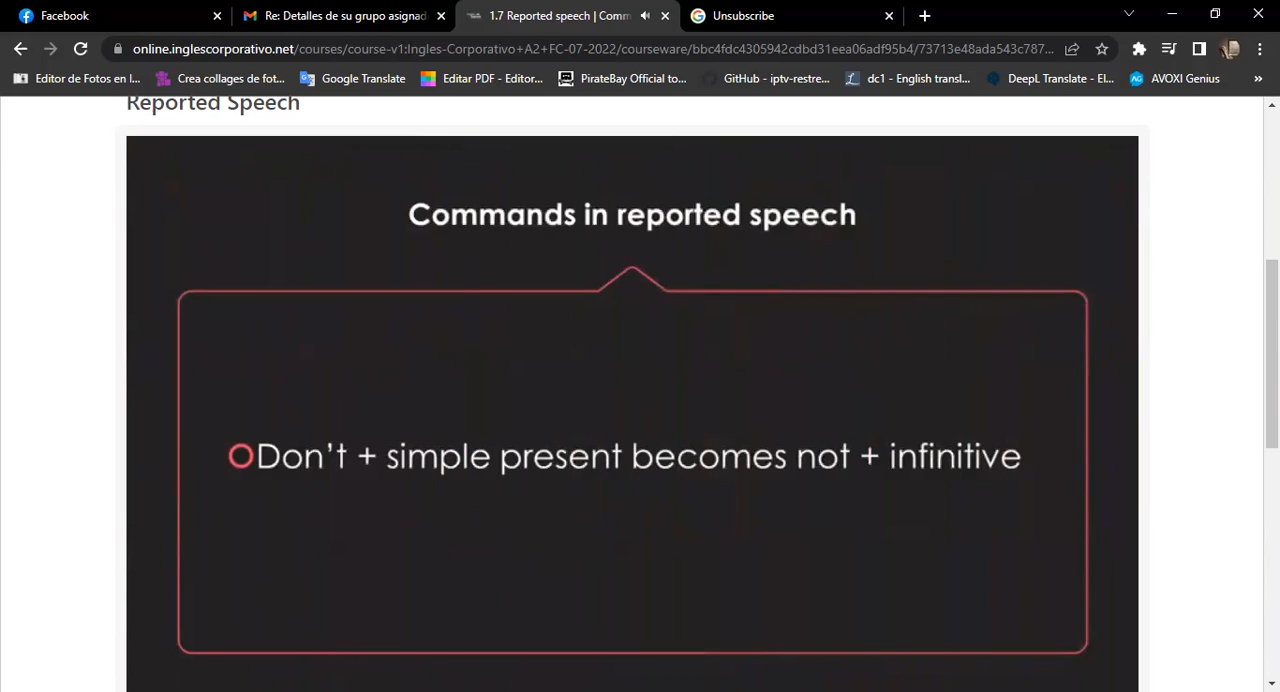 Facebook
Re: Detalles de su grupo asignad
1.7 Reported speech | Comm
Unsubscribe
online.inglescorporativo.net/courses/course-v1:Ingles-Corporativo+A2+FC-07-2022/courseware/bbc4fdc4305942cdbd31eea06adf95b4/73713e48ada543c787...
Editor de Fotos en l...
Crea collages de fot...
Google Translate
Editar PDF - Editor...
PirateBay Official to...
GitHub - iptv-restre...
dc1 - English transl...
DeepL Translate - El...
AVOXI Genius
»
Reported Speech
Commands in reported speech
Don't + simple present becomes not + infinitive